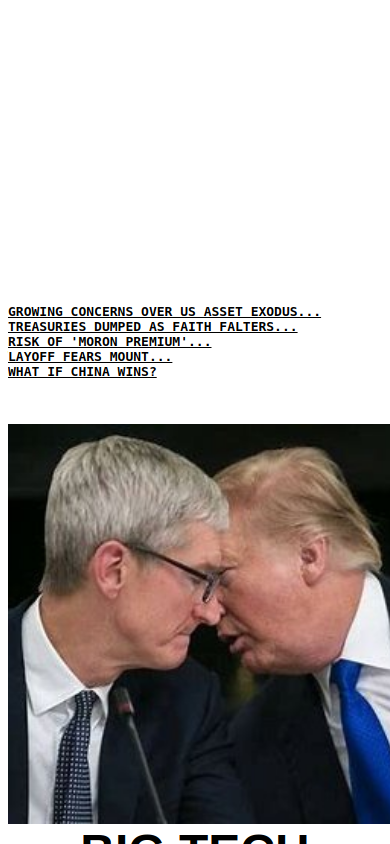 GROWING CONCERNS OVER US ASSET EXODUS...
TREASURIES DUMPED AS FAITH FALTERS...
RISK OF 'MORON PREMIUM'...
LAYOFF FEARS MOUNT...
WHAT IF CHINA WINS?
BIG TECH